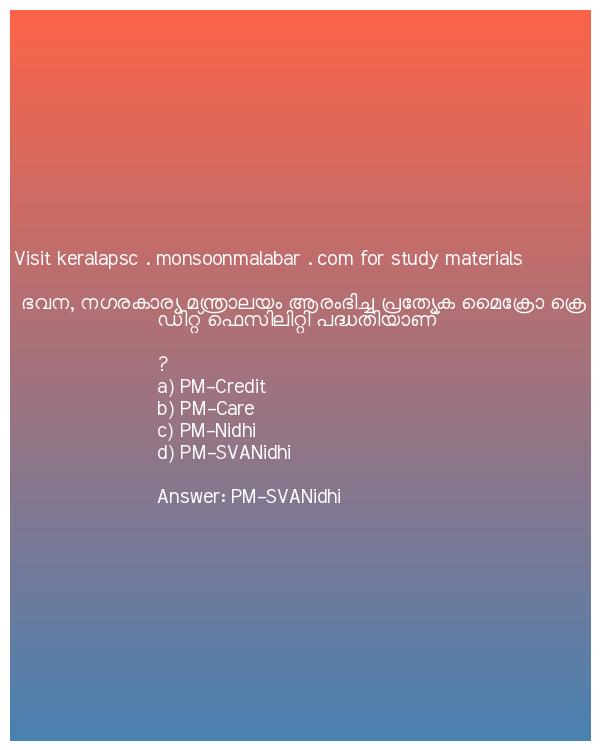 Visit keralapsc . monsoonmalabar . com for study materials
ഭവന, നഗരകാര്യ മന്ത്രാലയം ആരംഭിച്ച പ്രത്യേക മൈക്രോ ക്രെ
ഡിറ്റ് ഫെസിലിറ്റി പദ്ധതിയാണ്
?
a) PM-Credit
b) PM-Care
c) PM-Nidhi
d) PM-SVANidhi
Answer: PM-SVANidhi